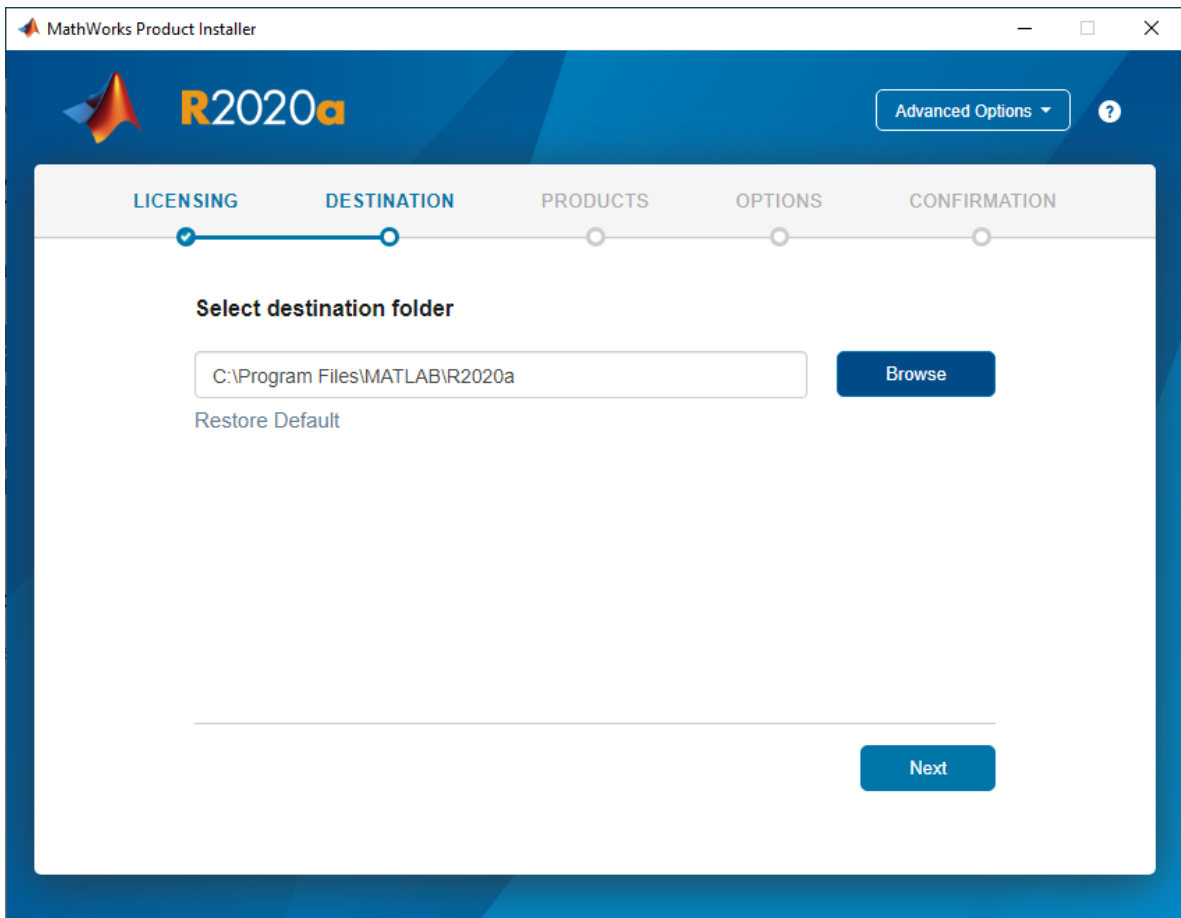 MathWorks Product Installer
R2020a
Advanced Options
?
LICENSING DESTINATION PRODUCTS OPTIONS CONFIRMATION
Select destination folder
C:\Program Files\MATLAB\R2020a
Browse
Restore Default
Next